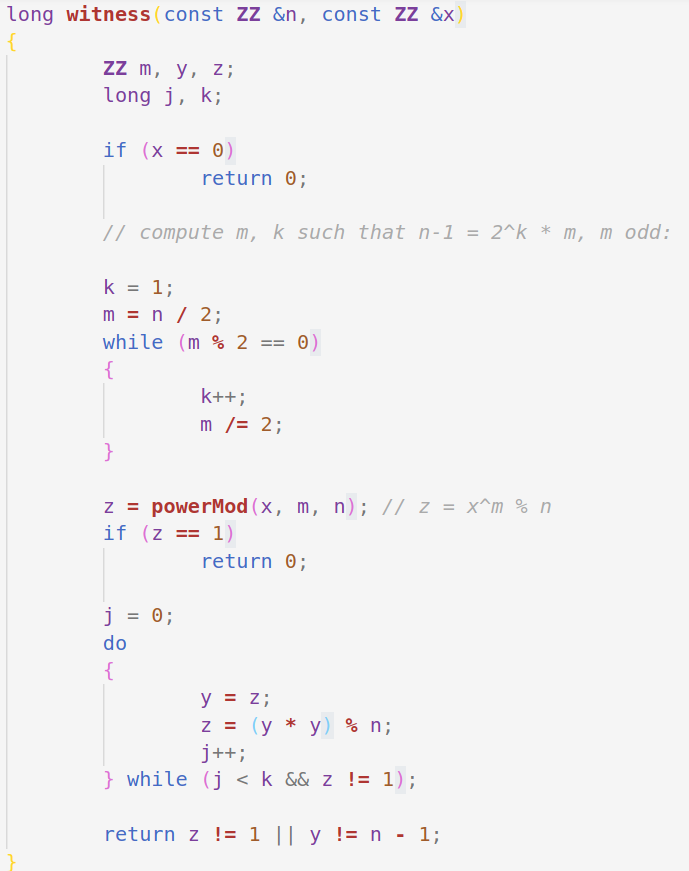 long witness(const ZZ &n, const ZZ &x)
{
        ZZ m, y, z;
        long j, k;

        if (x == 0)
                return 0;

        // compute m, k such that n-1 = 2^k * m, m odd:

        k = 1;
        m = n / 2;
        while (m % 2 == 0)
        {
                k++;
                m /= 2;
        }

        z = powerMod(x, m, n); // z = x^m % n
        if (z == 1)
                return 0;

        j = 0;
        do
        {
                y = z;
                z = (y * y) % n;
                j++;
        } while (j < k && z != 1);

        return z != 1 || y != n - 1;
}